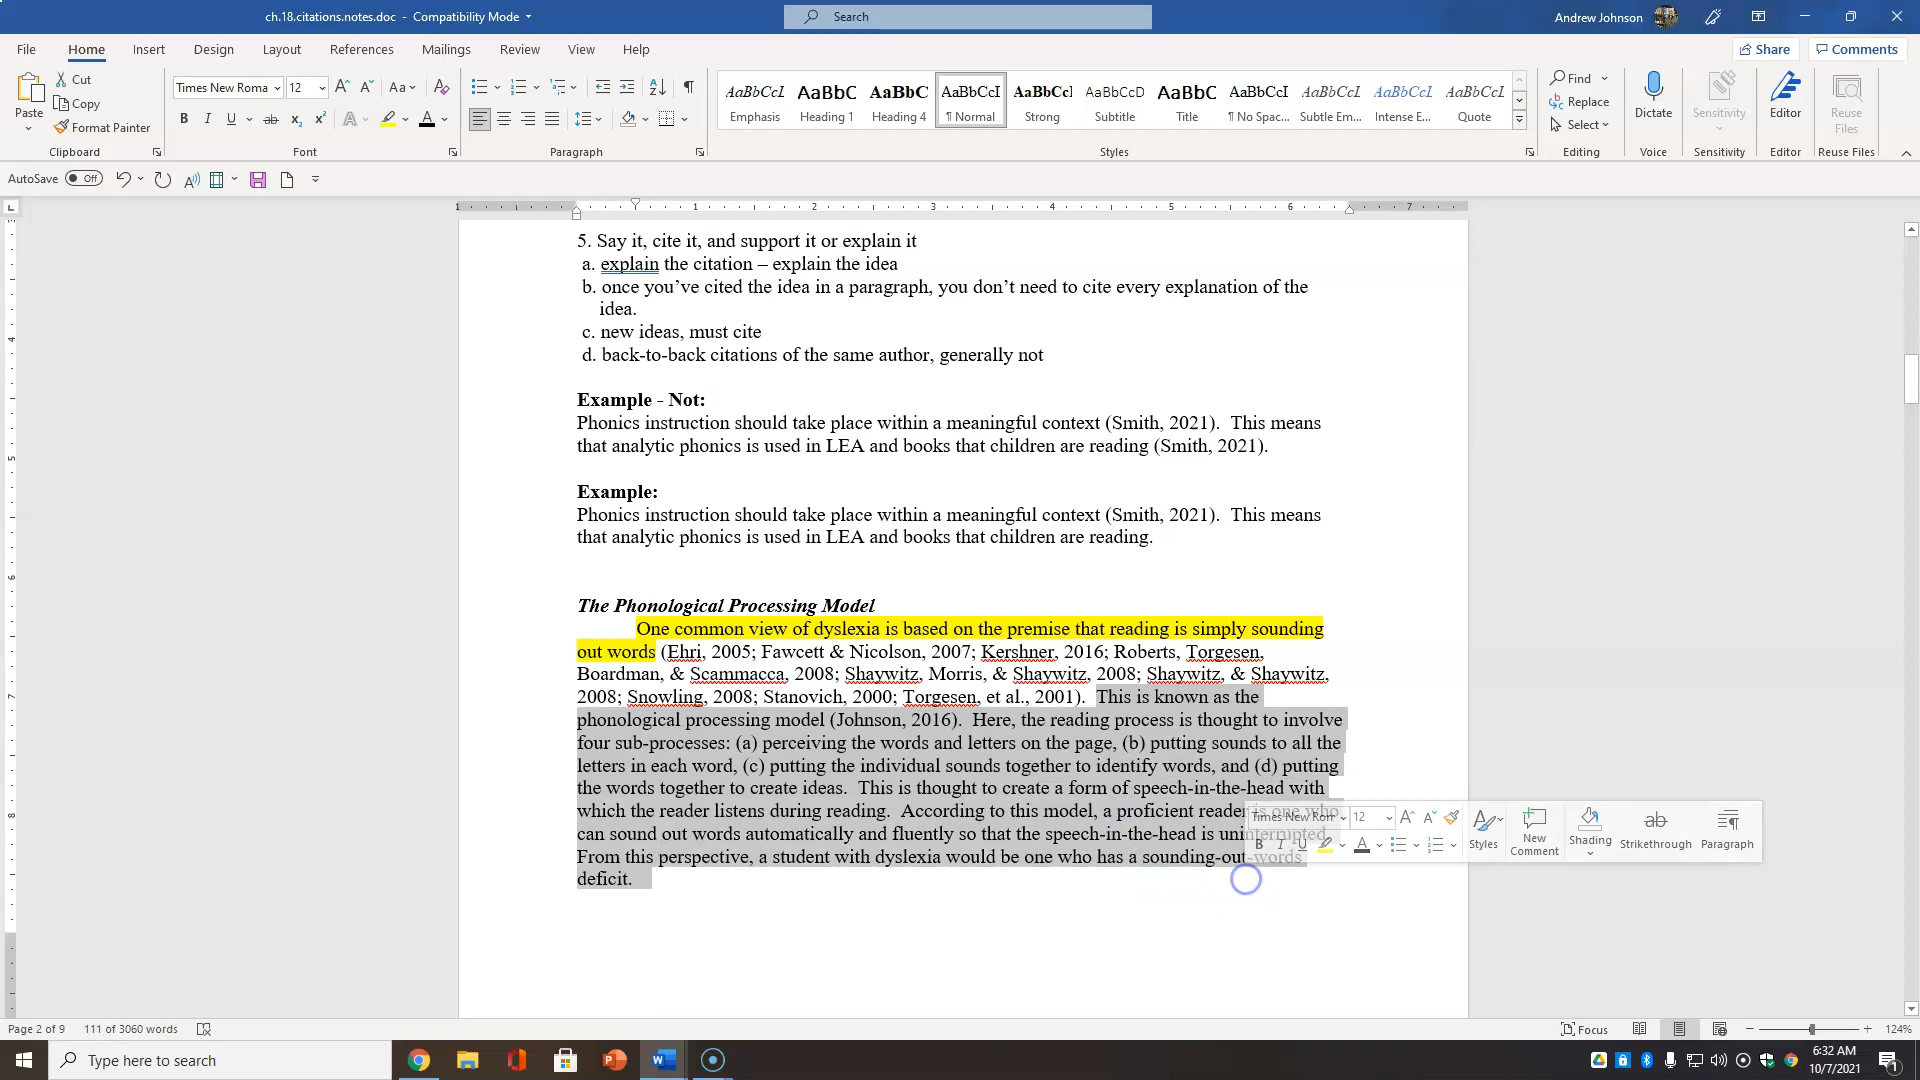 ch.18.citations.notes.doc - Compatibility Mode
Search
Andrew Johnson
File Home Insert Design Layout References Mailings Review View Help
Share Comments
Paste
Cut
Copy
Format Painter
Clipboard
Times New Roma 12
Font
Paragraph
AaBbCcI AaBbC AaBbC AaBbCcI AaBbCcI AaBbCcD AaBbC AaBbCcI AaBbCcI AaBbCcI AaBbCcI
Emphasis Heading 1 Heading 4 ¶ Normal Strong Subtitle Title ¶ No Spac... Subtle Em... Intense E... Quote
Styles
Find
Replace
Select
Editing
Dictate
Voice
Sensitivity
Sensitivity
Editor
Editor
Reuse
Files
Reuse Files
AutoSave Off
1 1 2 3 4 5 6 7
5. Say it, cite it, and support it or explain it
a. explain the citation – explain the idea
b. once you’ve cited the idea in a paragraph, you don’t need to cite every explanation of the
idea.
c. new ideas, must cite
d. back-to-back citations of the same author, generally not
Example - Not:
Phonics instruction should take place within a meaningful context (Smith, 2021). This means
that analytic phonics is used in LEA and books that children are reading (Smith, 2021).
Example:
Phonics instruction should take place within a meaningful context (Smith, 2021). This means
that analytic phonics is used in LEA and books that children are reading.
The Phonological Processing Model
One common view of dyslexia is based on the premise that reading is simply sounding
out words (Ehri, 2005; Fawcett & Nicolson, 2007; Kershner, 2016; Roberts, Torgesen,
Boardman, & Scammacca, 2008; Shaywitz, Morris, & Shaywitz, 2008; Shaywitz, & Shaywitz,
2008; Snowling, 2008; Stanovich, 2000; Torgesen, et al., 2001). This is known as the
phonological processing model (Johnson, 2016). Here, the reading process is thought to involve
four sub-processes: (a) perceiving the words and letters on the page, (b) putting sounds to all the
letters in each word, (c) putting the individual sounds together to identify words, and (d) putting
the words together to create ideas. This is thought to create a form of speech-in-the-head with
which the reader listens during reading. According to this model, a proficient reader is one who
can sound out words automatically and fluently so that the speech-in-the-head is uninterrupted.
From this perspective, a student with dyslexia would be one who has a sounding-out-words
deficit.
Times New Rom 12
Styles
New
Comment
Shading
Strikethrough
Paragraph
Page 2 of 9 111 of 3060 words
Focus
124%
Type here to search
6:32 AM
10/7/2021